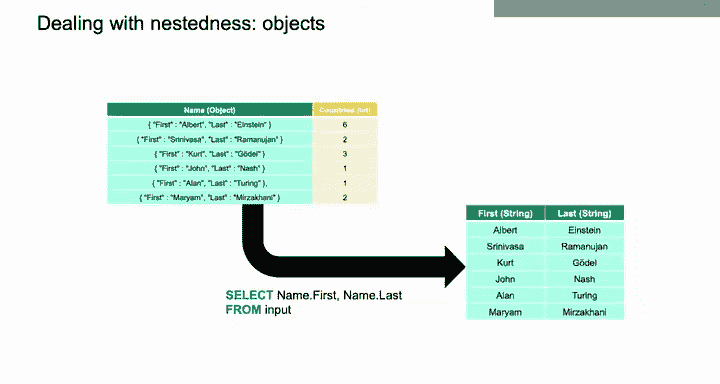 Dealing with nestedness: objects
Name (Object) Countries (Int)
{ "First" : "Albert", "Last" : "Einstein" } 6
{ "First" : "Srinivasa", "Last" : "Ramanujan" } 2
{ "First" : "Kurt", "Last" : "Gödel" } 3
{ "First" : "John", "Last" : "Nash" } 1
{ "First" : "Alan", "Last" : "Turing" }, 1
{ "First" : "Maryam", "Last" : "Mirzakhani" } 2
First (String) Last (String)
Albert Einstein
Srinivasa Ramanujan
Kurt Gödel
John Nash
Alan Turing
Maryam Mirzakhani
SELECT Name.First, Name.Last
FROM input